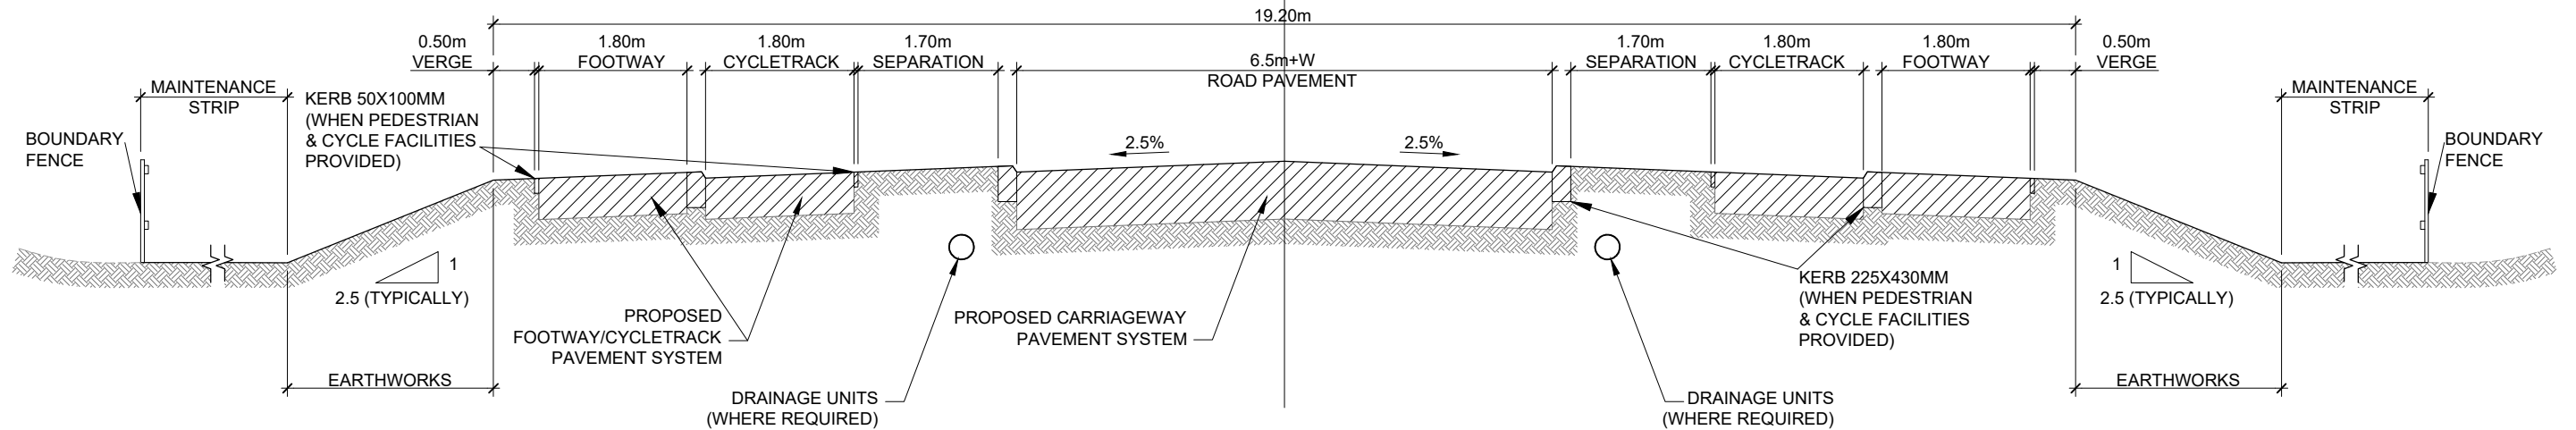 19.20m
0.50m
VERGE
1.80m
FOOTWAY
1.80m
CYCLETRACK
1.70m
SEPARATION
6.5m+W
ROAD PAVEMENT
1.70m
SEPARATION
1.80m
CYCLETRACK
1.80m
FOOTWAY
0.50m
VERGE
MAINTENANCE
STRIP
KERB 50X100MM
(WHEN PEDESTRIAN
& CYCLE FACILITIES
PROVIDED)
BOUNDARY
FENCE
2.5%
2.5%
MAINTENANCE
STRIP
BOUNDARY
FENCE
1
2.5 (TYPICALLY)
PROPOSED
FOOTWAY/CYCLETRACK
PAVEMENT SYSTEM
PROPOSED CARRIAGEWAY
PAVEMENT SYSTEM
KERB 225X430MM
(WHEN PEDESTRIAN
& CYCLE FACILITIES
PROVIDED)
1
2.5 (TYPICALLY)
EARTHWORKS
DRAINAGE UNITS
(WHERE REQUIRED)
DRAINAGE UNITS
(WHERE REQUIRED)
EARTHWORKS